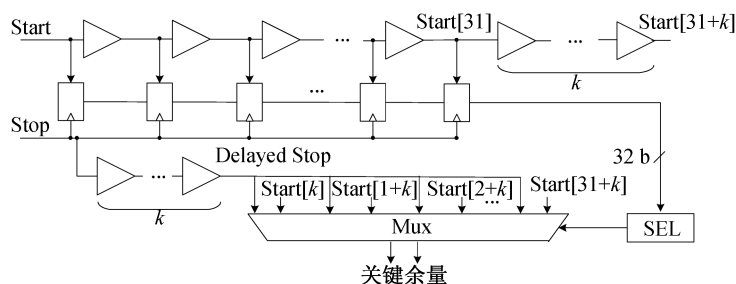 Start
Start[31]
Start[31+k]
...
...
k
...
Stop
Delayed Stop
32 b
...
k
Start[k]
Start[1+k]
Start[2+k]
...
Start[31+k]
Mux
SEL
关键余量